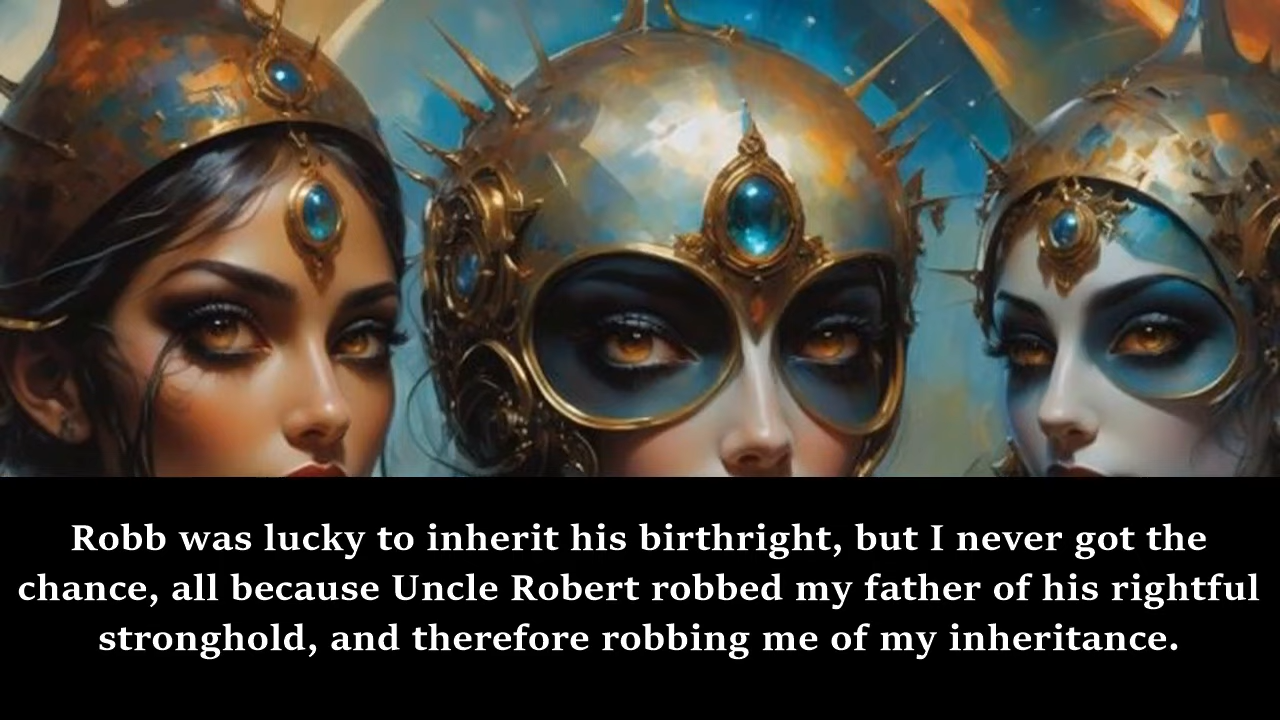 Robb was lucky to inherit his birthright, but I never got the
chance, all because Uncle Robert robbed my father of his rightful
stronghold, and therefore robbing me of my inheritance.